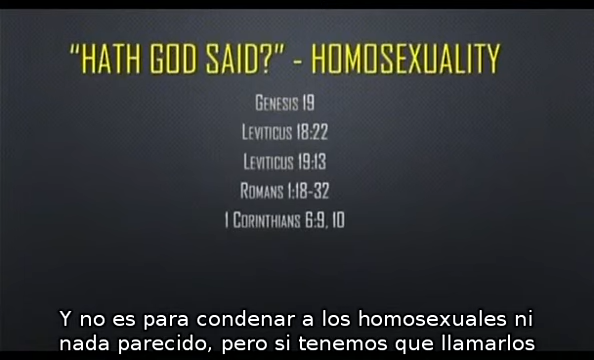 “HATH GOD SAID?” - HOMOSEXUALITY
GENESIS 19
LEVITICUS 18:22
LEVITICUS 19:13
ROMANS 1:18-32
1 CORINTHIANS 6:9, 10
Y no es para condenar a los homosexuales ni
nada parecido, pero si tenemos que llamarlos